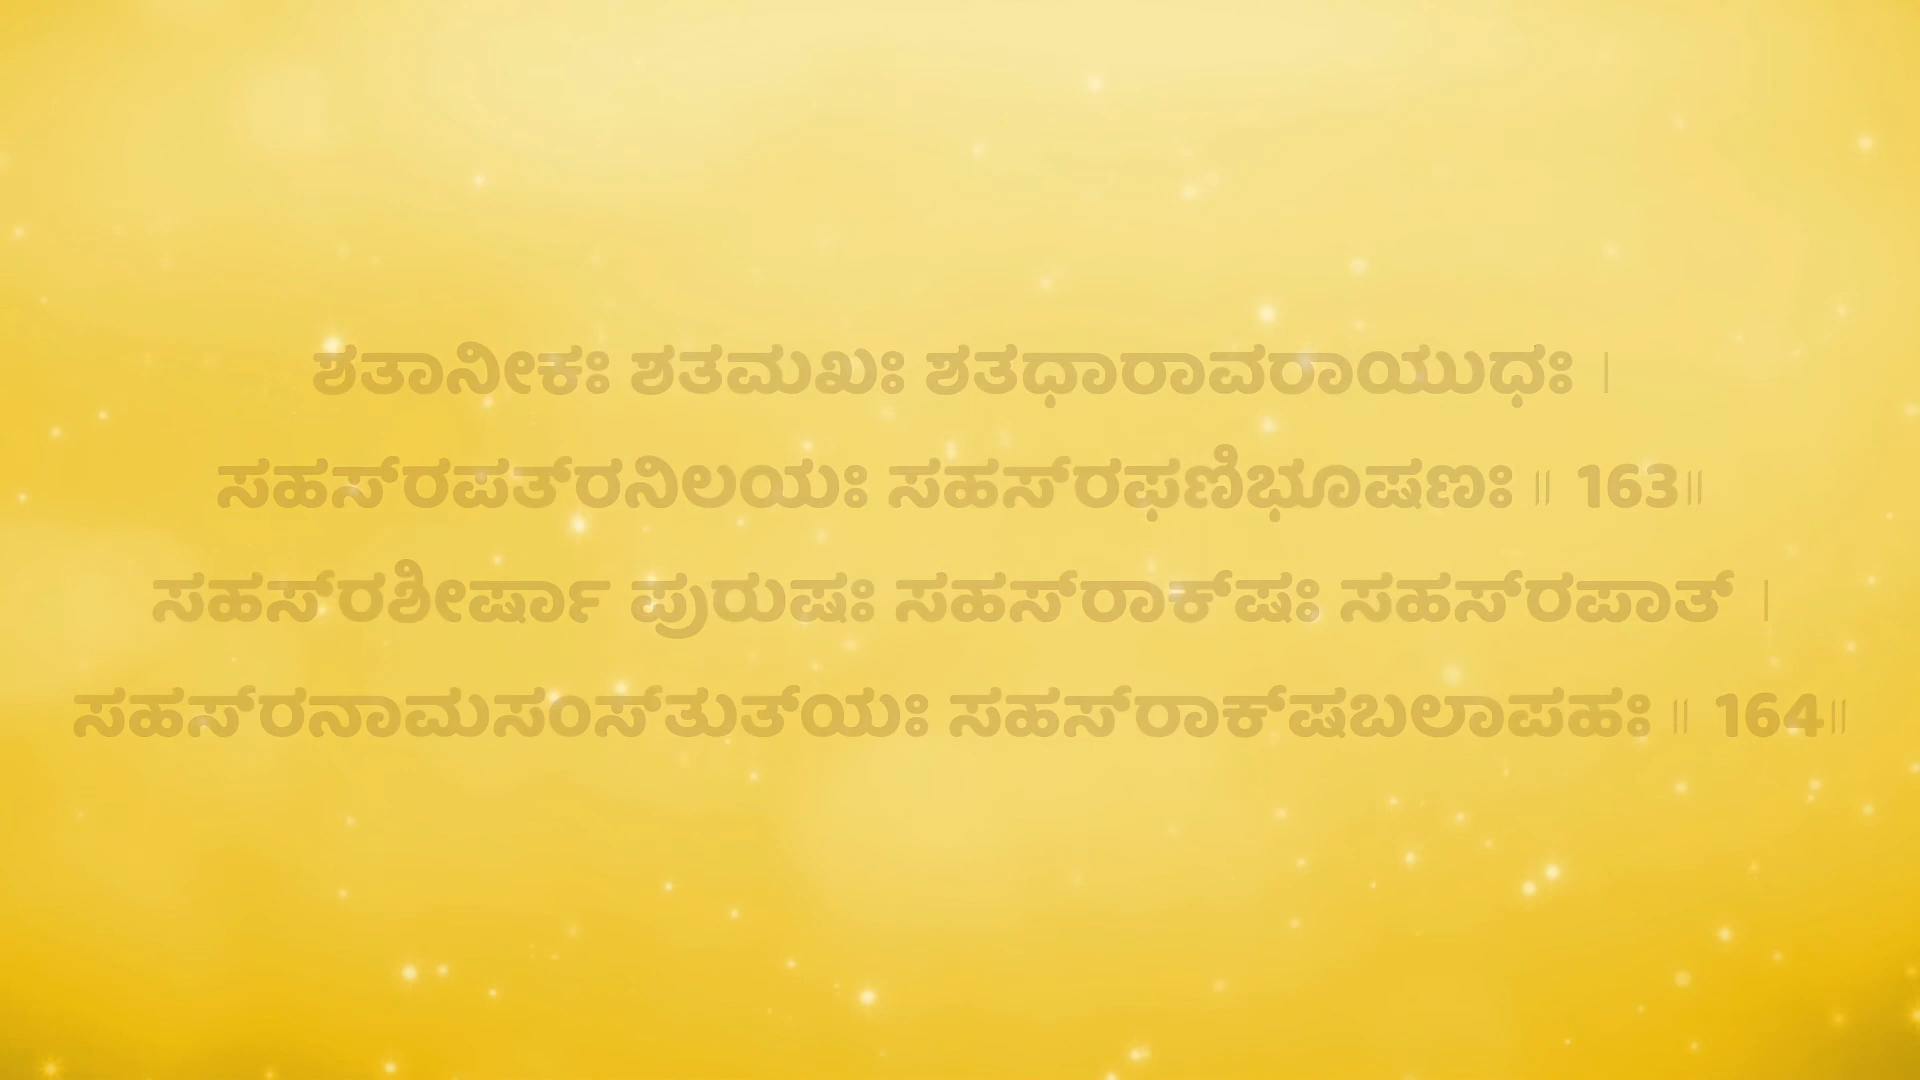 ಶತಾನೀಕಃ ಶತಮಖಃ ಶತಧಾರಾವರಾಯುಧಃ ।
ಸಹಸ್‌ರಪತ್‌ರನಿಲಯಃ ಸಹಸ್‌ರಫಣಿಭೂಷಣಃ ॥ 163॥
ಸಹಸ್‌ರಶೀರ್ಷಾ ಪುರುಷಃ ಸಹಸ್‌ರಾಕ್‌ಷಃ ಸಹಸ್‌ರಪಾತ್ ।
ಸಹಸ್‌ರನಾಮಸಂಸ್‌ತುತ್‌ಯಃ ಸಹಸ್‌ರಾಕ್‌ಷಬಲಾಪಹಃ ॥ 164॥